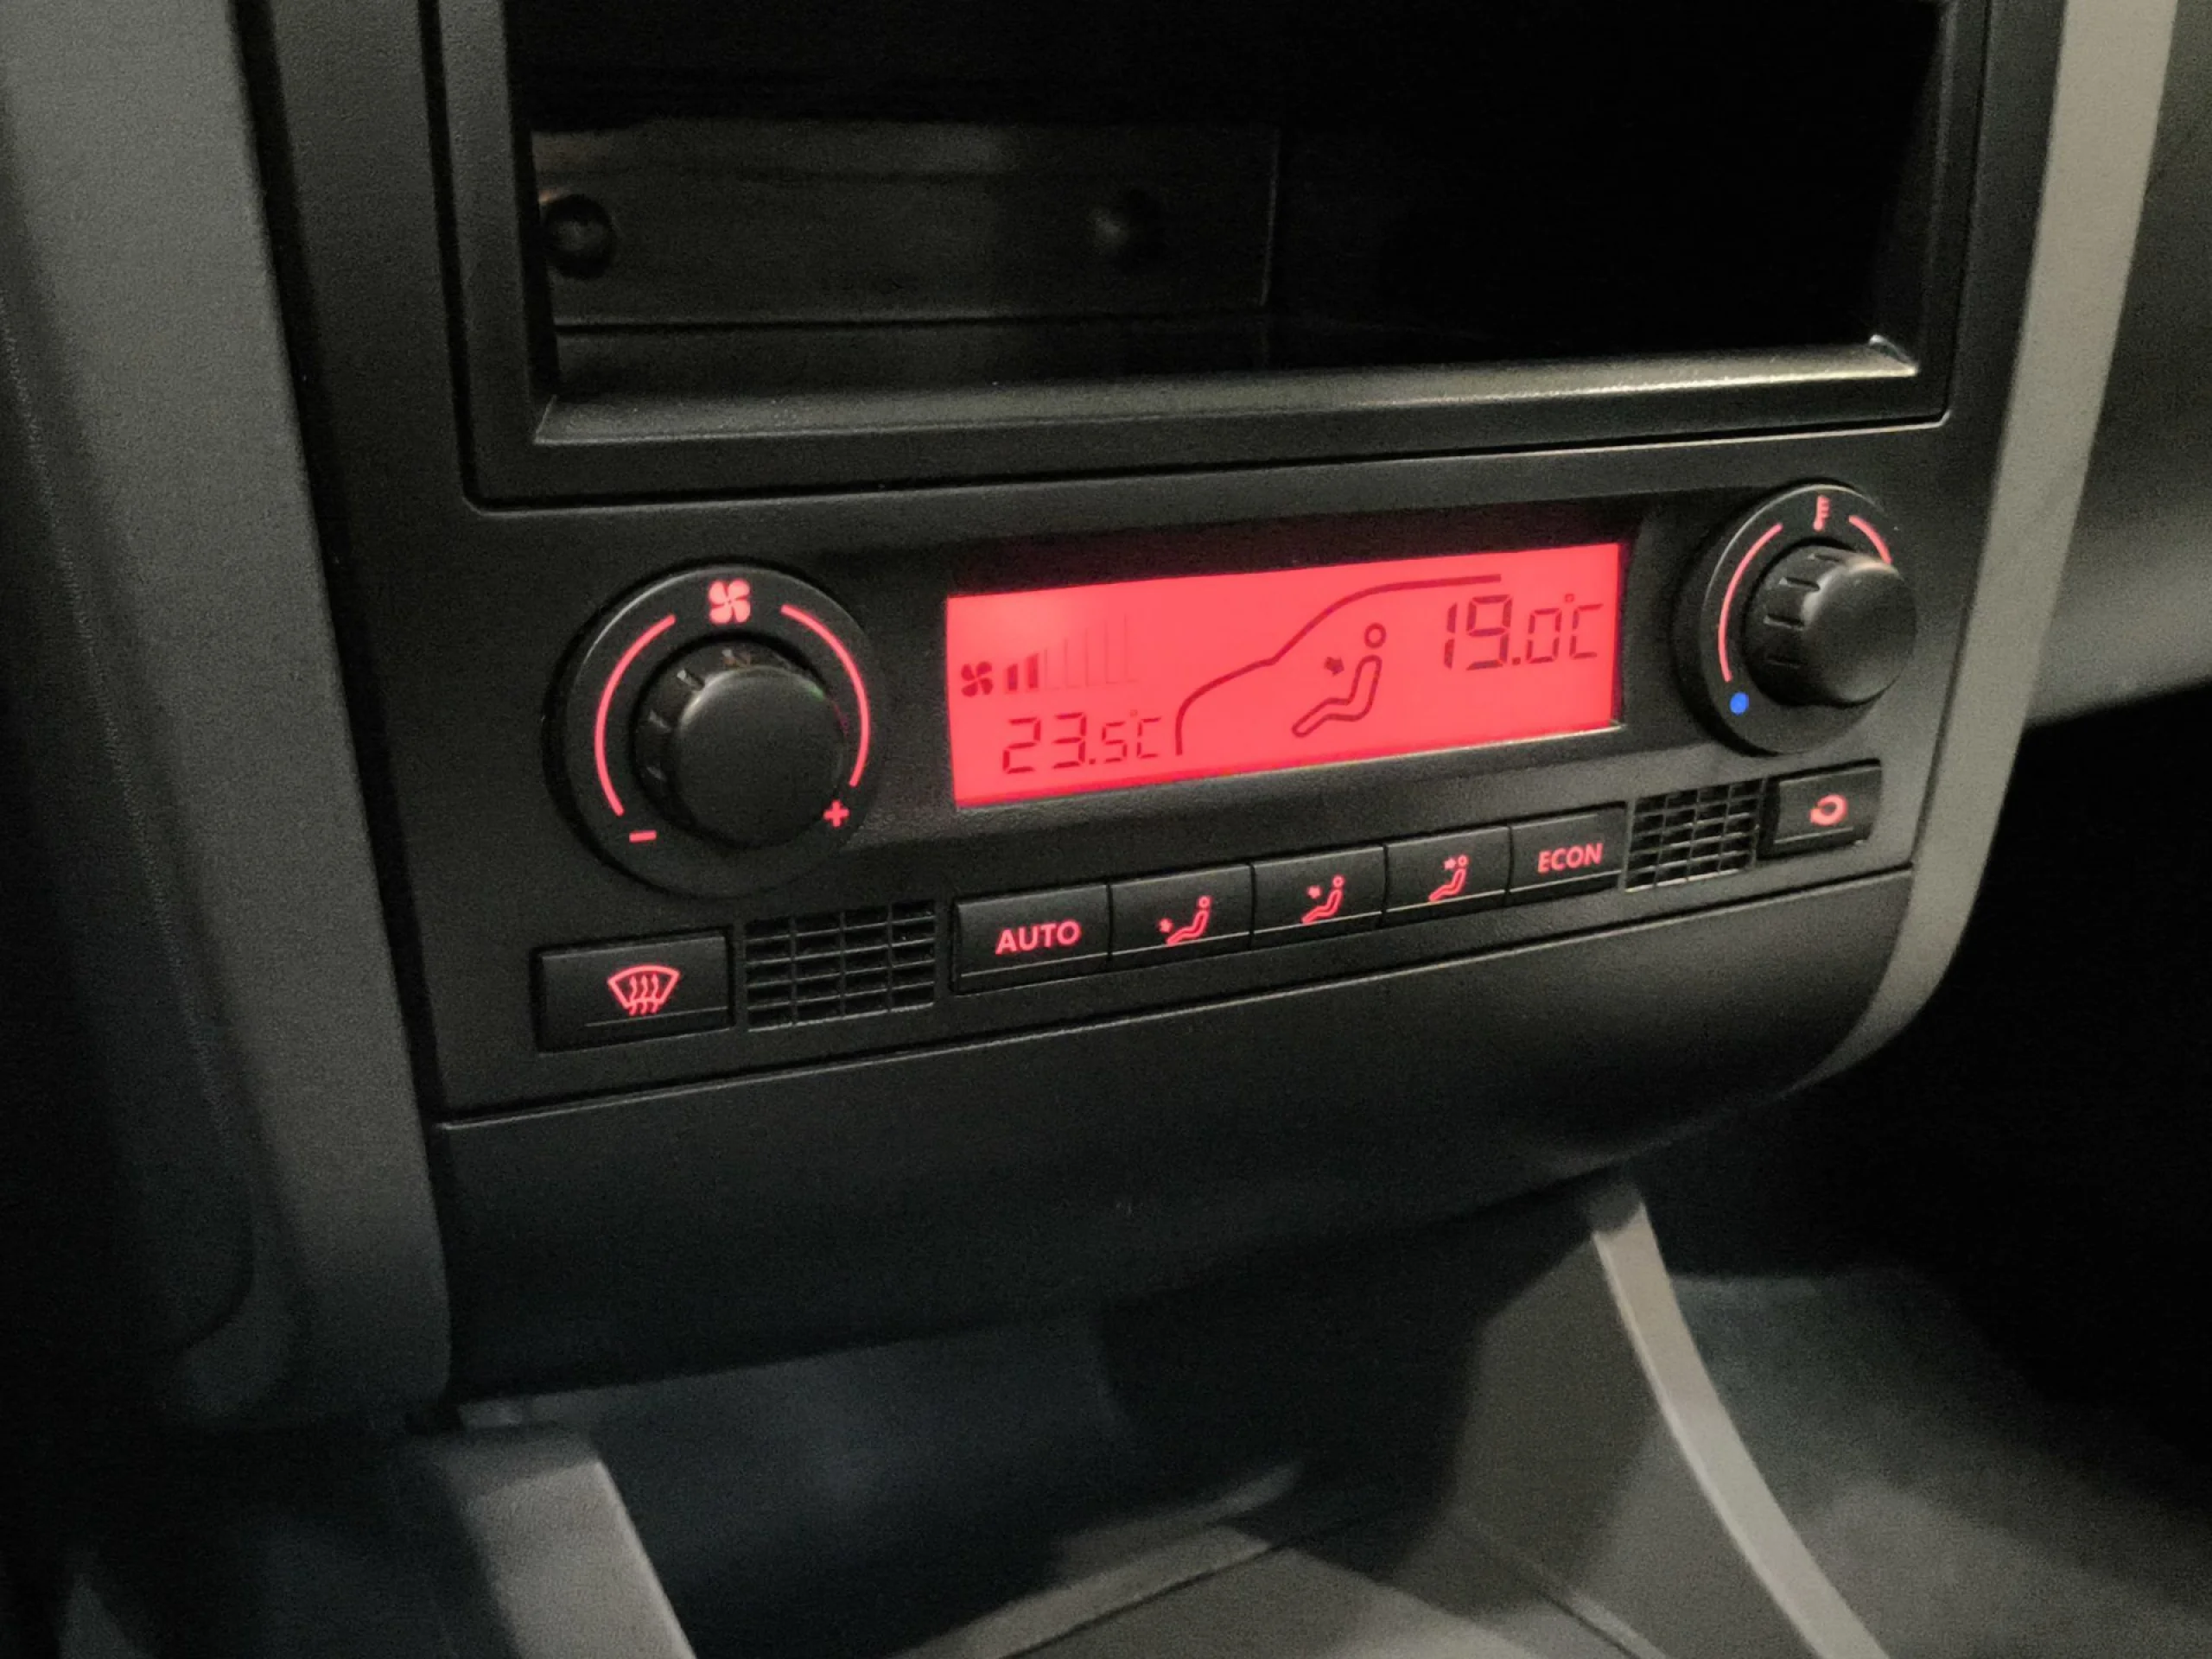 19.0°C
23.5°C
- +
AUTO
ECON